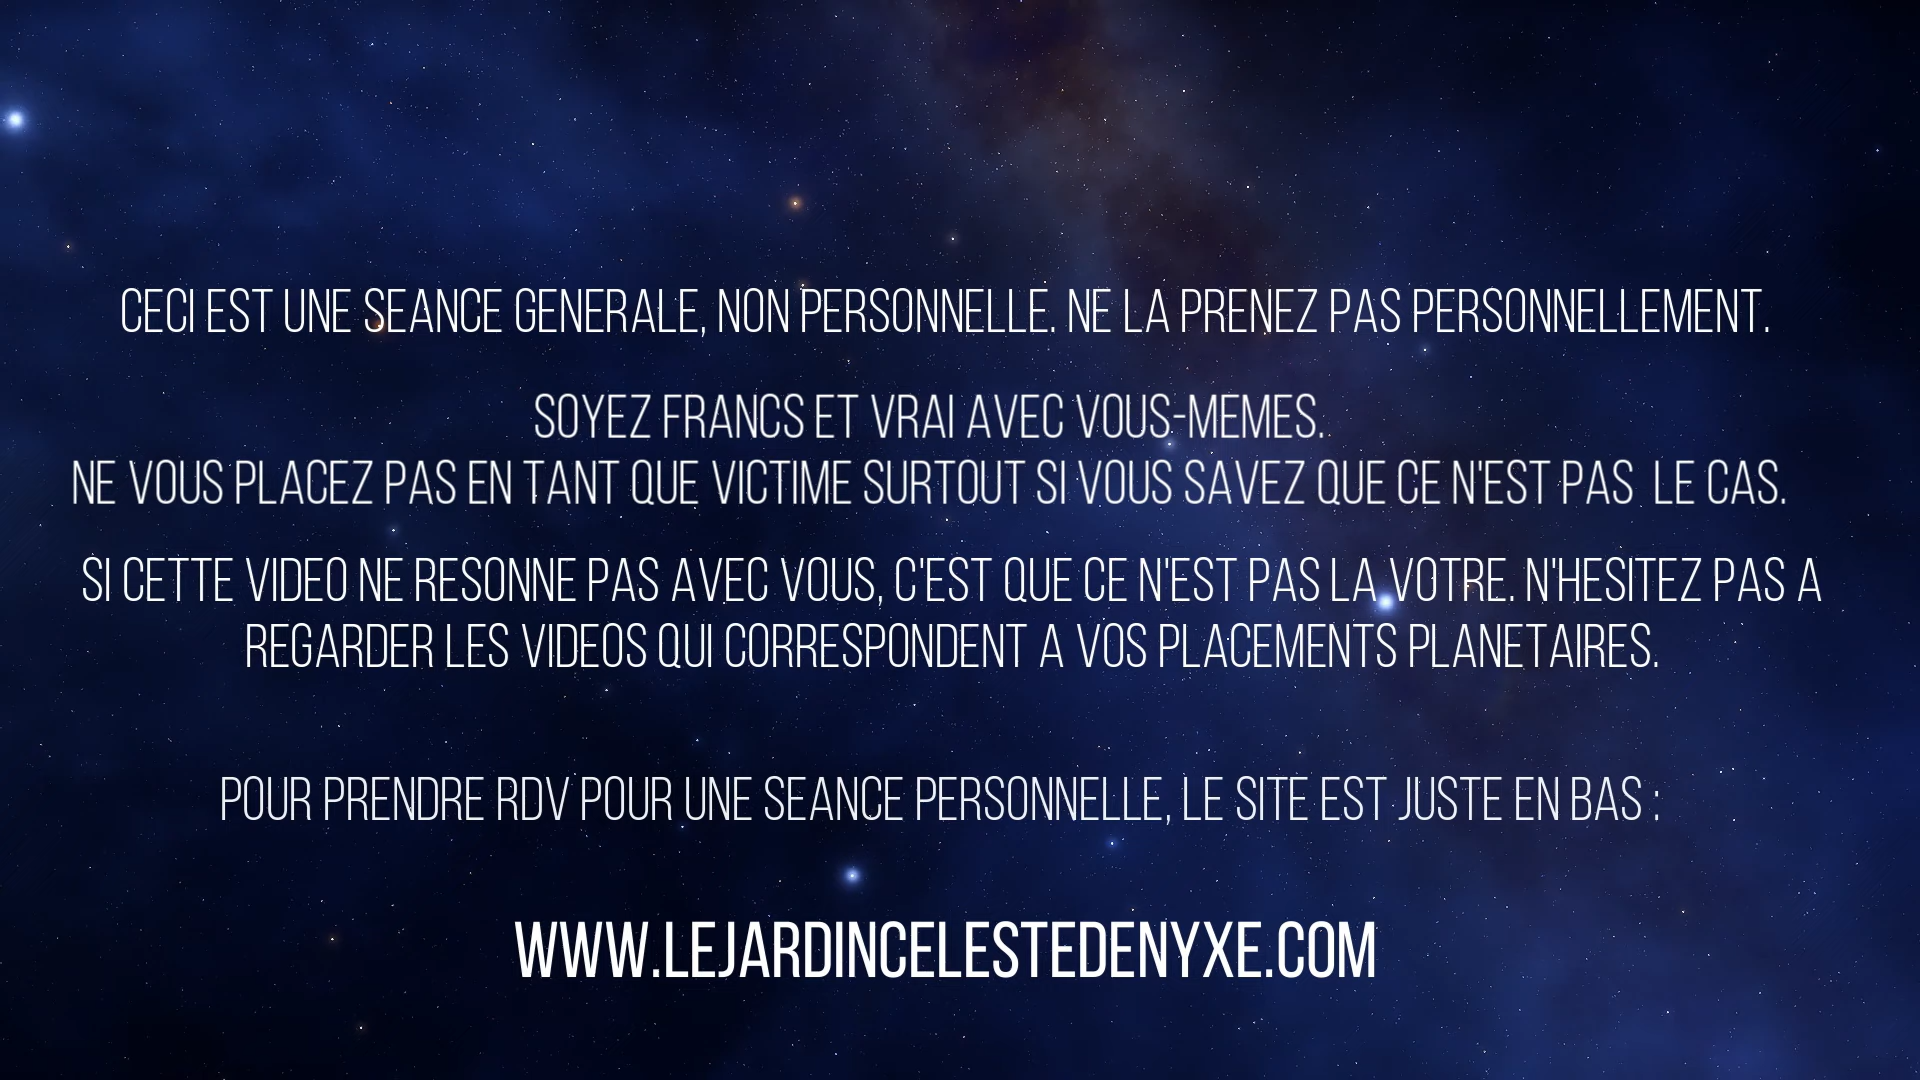 CECI EST UNE SEANCE GENERALE, NON PERSONNELLE. NE LA PRENEZ PAS PERSONNELLEMENT.
SOYEZ FRANCS ET VRAI AVEC VOUS-MEMES.
NE VOUS PLACEZ PAS EN TANT QUE VICTIME SURTOUT SI VOUS SAVEZ QUE CE N'EST PAS LE CAS.
SI CETTE VIDEO NE RESONNE PAS AVEC VOUS, C'EST QUE CE N'EST PAS LA VOTRE. N'HESITEZ PAS A
REGARDER LES VIDEOS QUI CORRESPONDENT A VOS PLACEMENTS PLANETAIRES.
POUR PRENDRE RDV POUR UNE SEANCE PERSONNELLE, LE SITE EST JUSTE EN BAS :
WWW.LEJARDINCELESTEDENYXE.COM